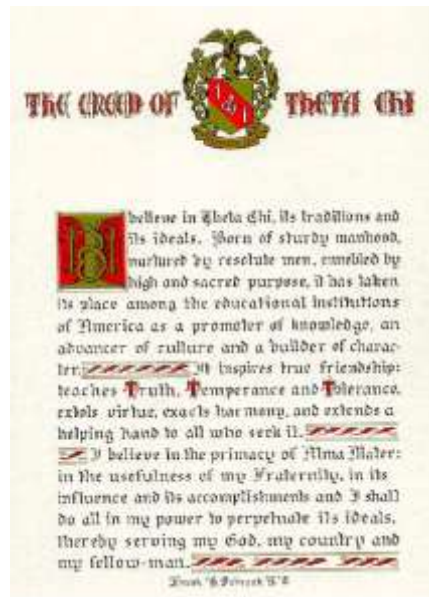 THE CREED OF THETA CHI
I believe in Theta Chi, its traditions and
its ideals. Born of sturdy manhood,
nurtured by resolute men, ennobled by
high and sacred purpose, it has taken
its place among the educational institutions
of America as a promoter of knowledge, an
advancer of culture and a builder of charac-
ter. It inspires true friendship;
teaches Truth, Temperance and Tolerance,
extols virtue, exacts harmony, and extends a
helping hand to all who seek it.
I believe in the primacy of Alma Mater;
in the usefulness of my Fraternity, in its
influence and its accomplishments and I shall
do all in my power to perpetuate its ideals,
thereby serving my God, my country and
my fellow-man.